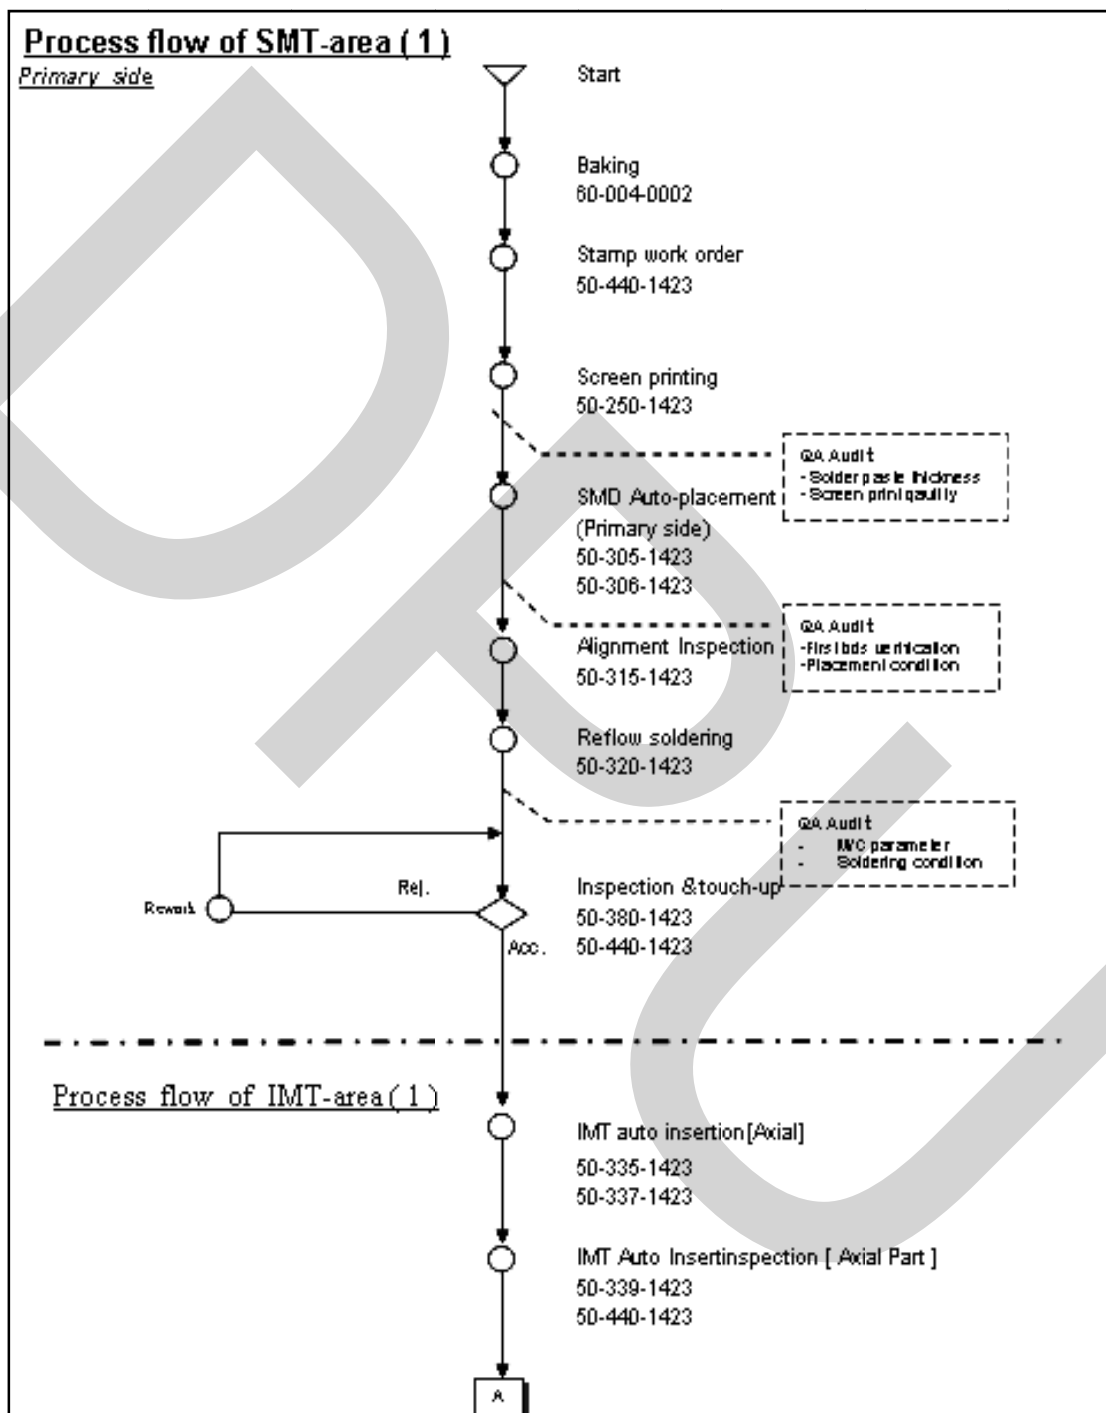 Process flow of SMT-area ( 1 )
Primary side
Start
Baking
60-004-0002
Stamp work order
50-440-1423
Screen printing
50-250-1423
QA Audit
- Solder paste thickness
- Screen print qaulity
SMD Auto-placement
(Primary side)
50-305-1423
50-306-1423
QA Audit
-First bds verification
-Placement condition
Alignment Inspection
50-315-1423
Reflow soldering
50-320-1423
QA Audit
- M/C parameter
- Soldering condition
Rej.
Rework
Inspection &touch-up
50-380-1423
Acc.
50-440-1423
Process flow of IMT-area ( 1 )
IMT auto insertion[Axial]
50-335-1423
50-337-1423
IMT Auto Insertinspection [ Axial Part ]
50-339-1423
50-440-1423
A
DPU